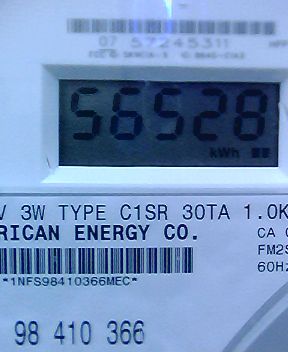 07 57245311
56528
kWh
V 3W TYPE C1SR 30TA 1.0K
RICAN ENERGY CO.
CA
FM2S
60Hz
*1NFS98410366MEC*
98 410 366